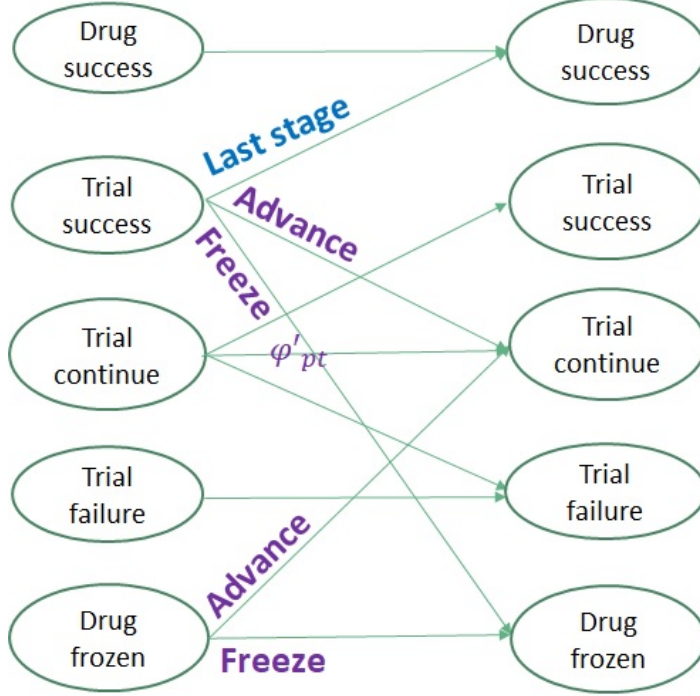 Drug
success
Drug
success
Last stage
Trial
success
Advance
Freeze
Trial
success
Trial
continue
φ′pt
Trial
continue
Trial
failure
Trial
failure
Advance
Drug
frozen
Freeze
Drug
frozen